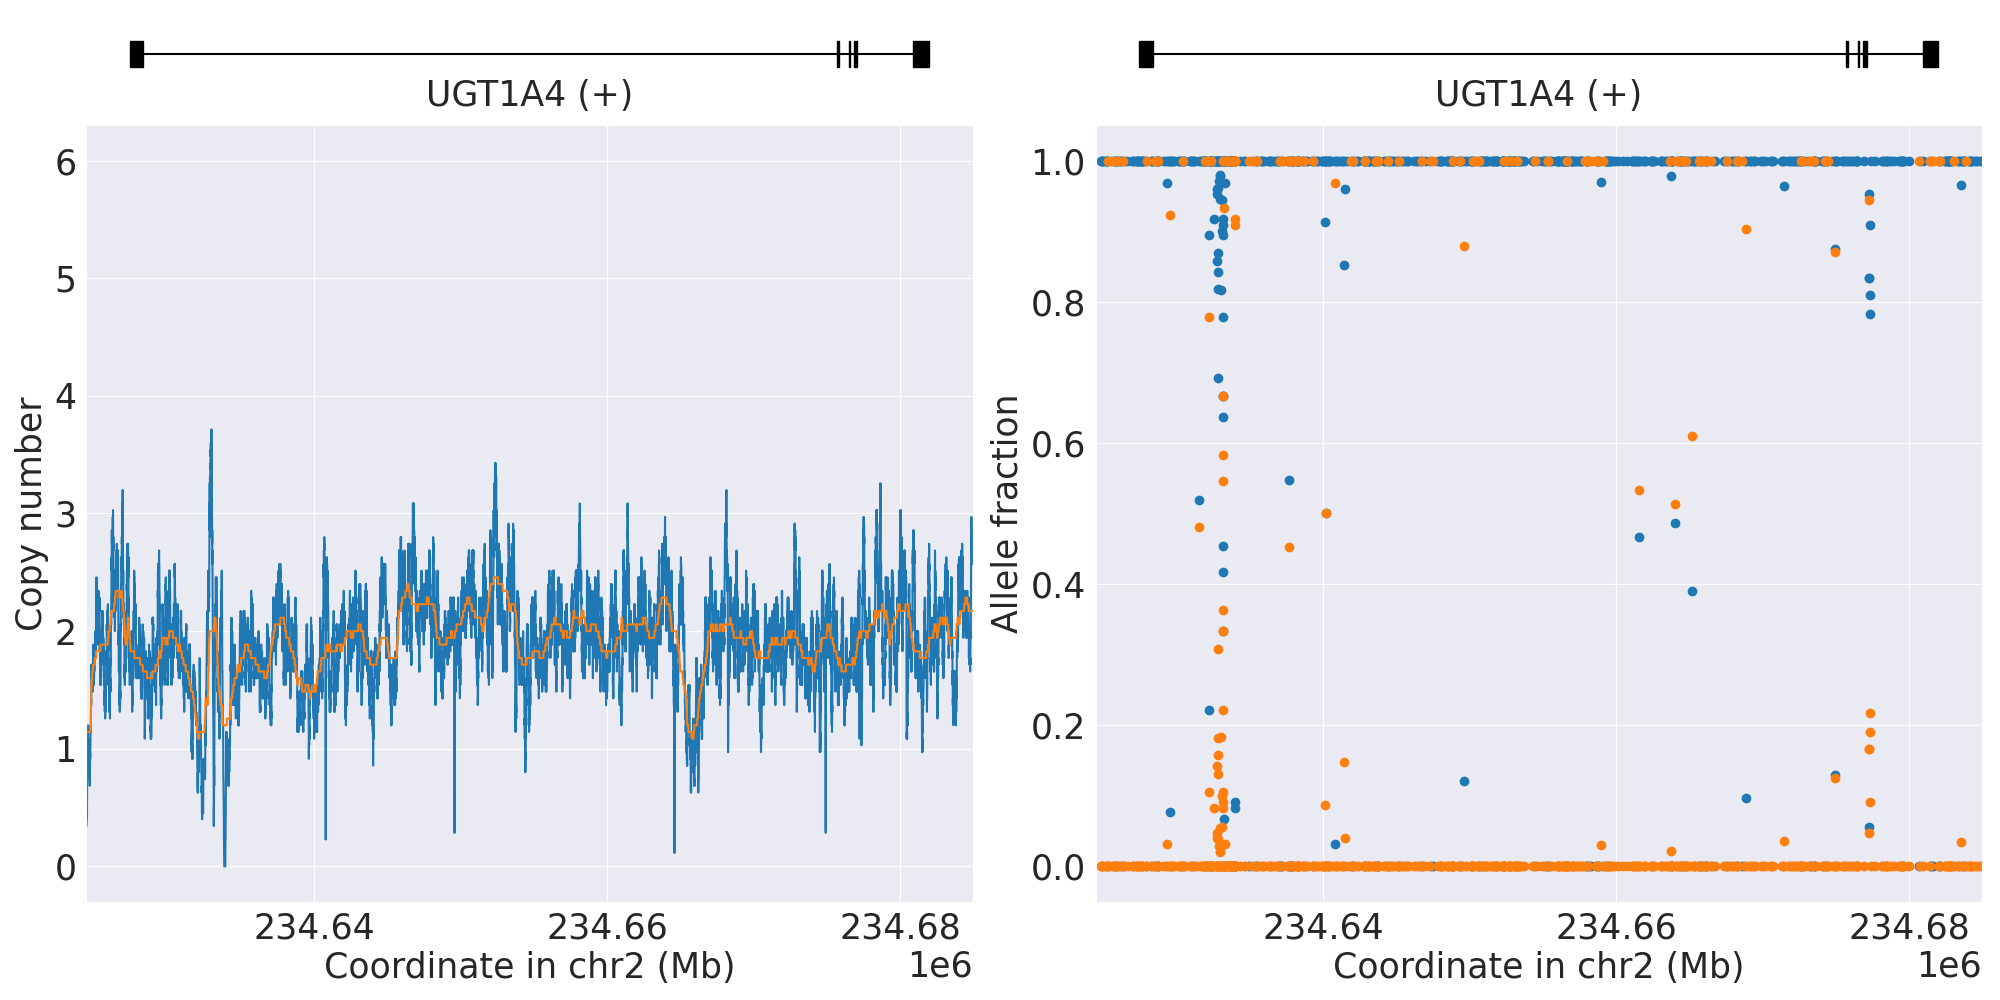 UGT1A4 (+)
6
5
4
3
2
1
0
Copy number
234.64 234.66 234.68
1e6
Coordinate in chr2 (Mb)
UGT1A4 (+)
1.0
0.8
0.6
0.4
0.2
0.0
Allele fraction
234.64 234.66 234.68
1e6
Coordinate in chr2 (Mb)